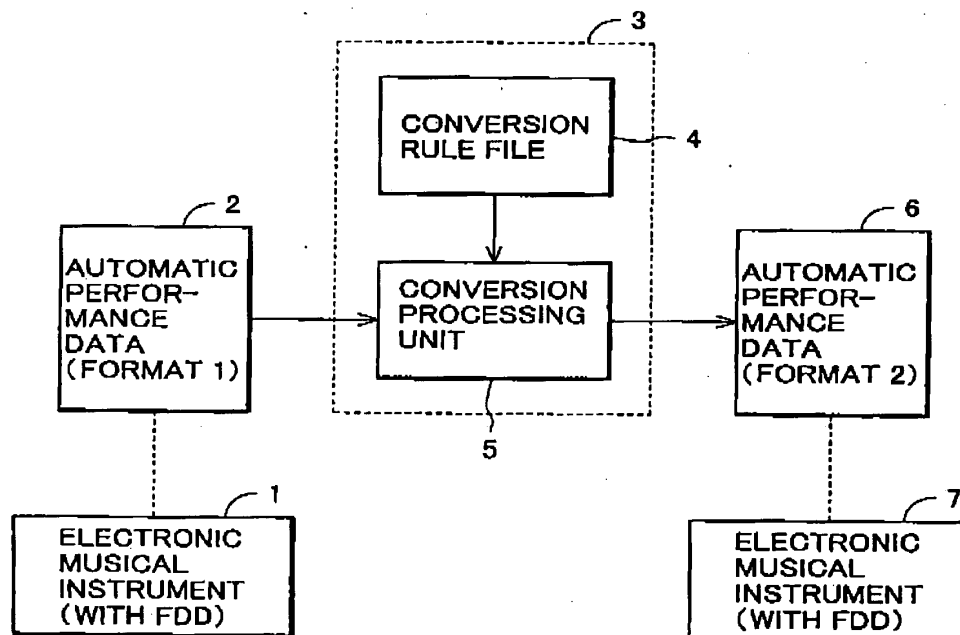 3
CONVERSION
RULE FILE
4
2
AUTOMATIC
PERFOR-
MANCE
DATA
(FORMAT 1)
CONVERSION
PROCESSING
UNIT
5
6
AUTOMATIC
PERFOR-
MANCE
DATA
(FORMAT 2)
1
ELECTRONIC
MUSICAL
INSTRUMENT
(WITH FDD)
7
ELECTRONIC
MUSICAL
INSTRUMENT
(WITH FDD)